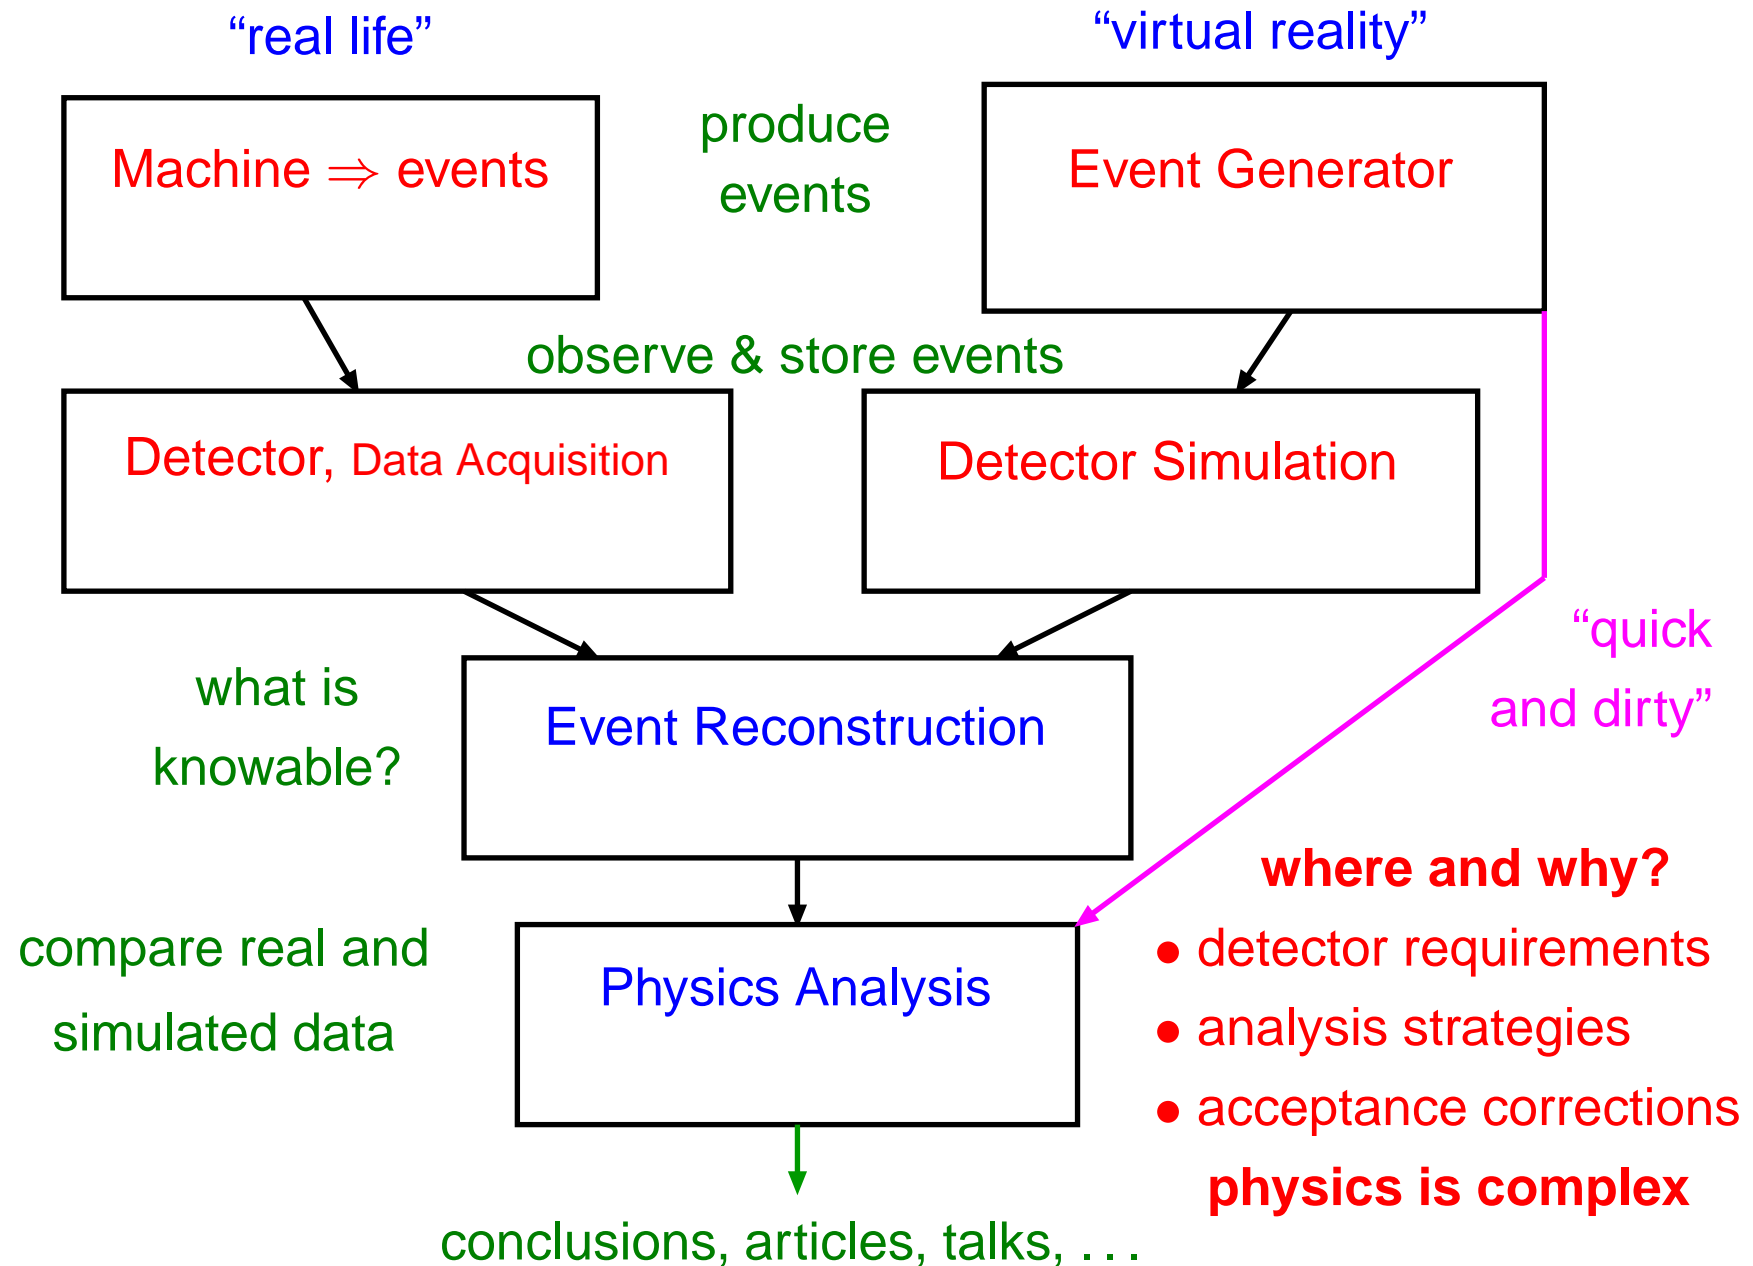 “real life”
“virtual reality”
Machine ⇒ events
produce
events
Event Generator
observe & store events
Detector, Data Acquisition
Detector Simulation
“quick
and dirty”
what is
knowable?
Event Reconstruction
compare real and
simulated data
Physics Analysis
where and why?
• detector requirements
• analysis strategies
• acceptance corrections
physics is complex
conclusions, articles, talks, . . .